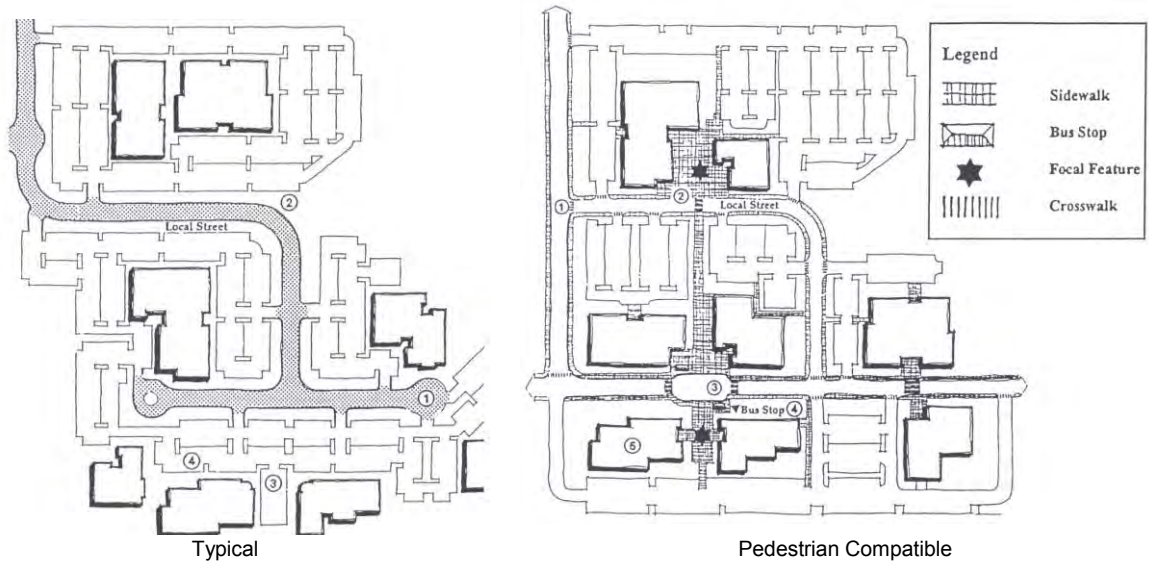 ②
Local Street
①
④
③
Typical
①
②
Local Street
③
Bus Stop ④
⑤
Pedestrian Compatible
Legend
Sidewalk
Bus Stop
Focal Feature
Crosswalk